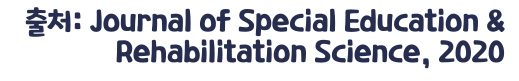 출처: Journal of Special Education &
Rehabilitation Science, 2020